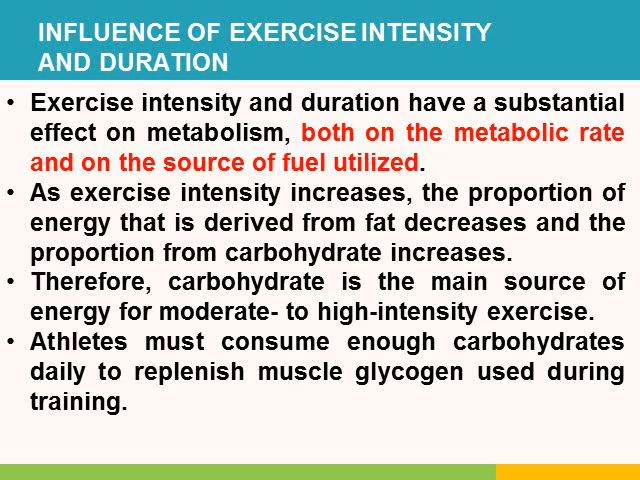 INFLUENCE OF EXERCISE INTENSITY
AND DURATION
• Exercise intensity and duration have a substantial
effect on metabolism, both on the metabolic rate
and on the source of fuel utilized.
• As exercise intensity increases, the proportion of
energy that is derived from fat decreases and the
proportion from carbohydrate increases.
• Therefore, carbohydrate is the main source of
energy for moderate- to high-intensity exercise.
• Athletes must consume enough carbohydrates
daily to replenish muscle glycogen used during
training.